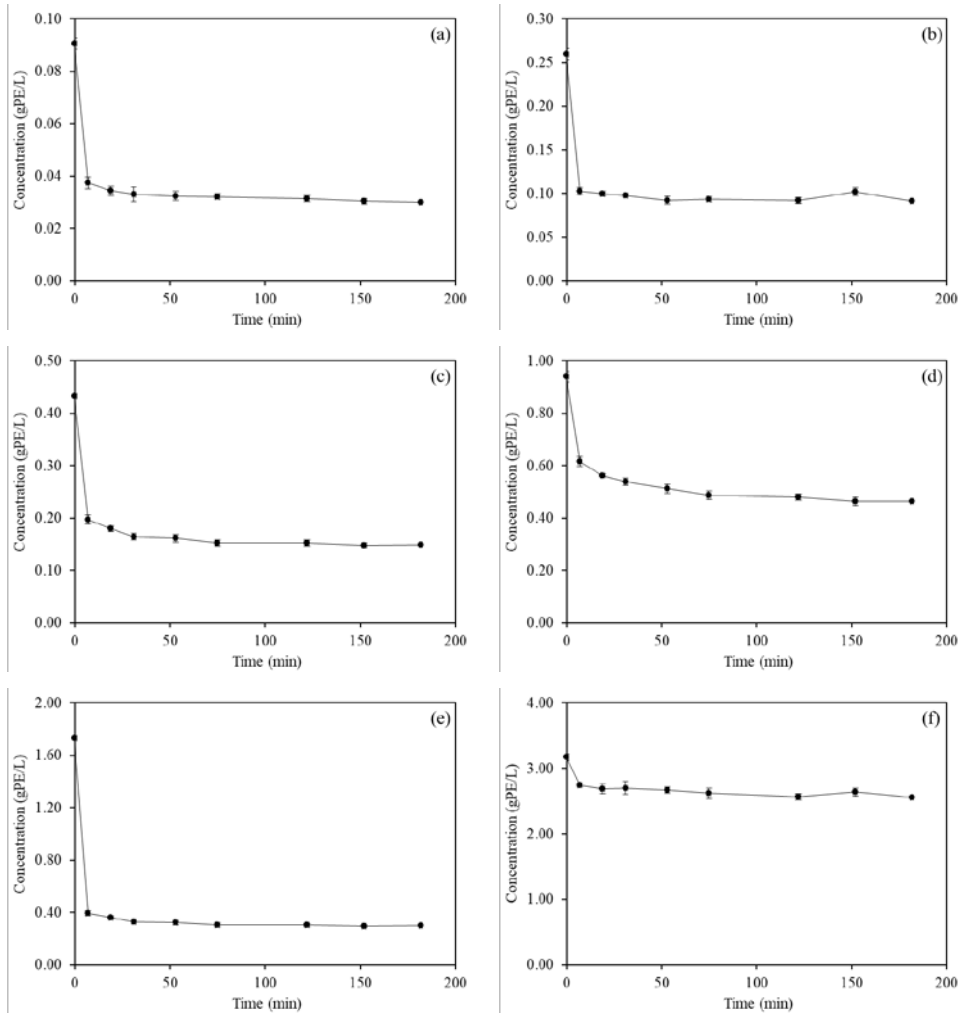 (a)
Concentration (gPE/L)
0.10
0.08
0.06
0.04
0.02
0.00
0 50 100 150 200
Time (min)
(b)
Concentration (gPE/L)
0.30
0.25
0.20
0.15
0.10
0.05
0.00
0 50 100 150 200
Time (min)
(c)
Concentration (gPE/L)
0.50
0.40
0.30
0.20
0.10
0.00
0 50 100 150 200
Time (min)
(d)
Concentration (gPE/L)
1.00
0.80
0.60
0.40
0.20
0.00
0 50 100 150 200
Time (min)
(e)
Concentration (gPE/L)
2.00
1.60
1.20
0.80
0.40
0.00
0 50 100 150 200
Time (min)
(f)
Concentration (gPE/L)
4.00
3.00
2.00
1.00
0.00
0 50 100 150 200
Time (min)